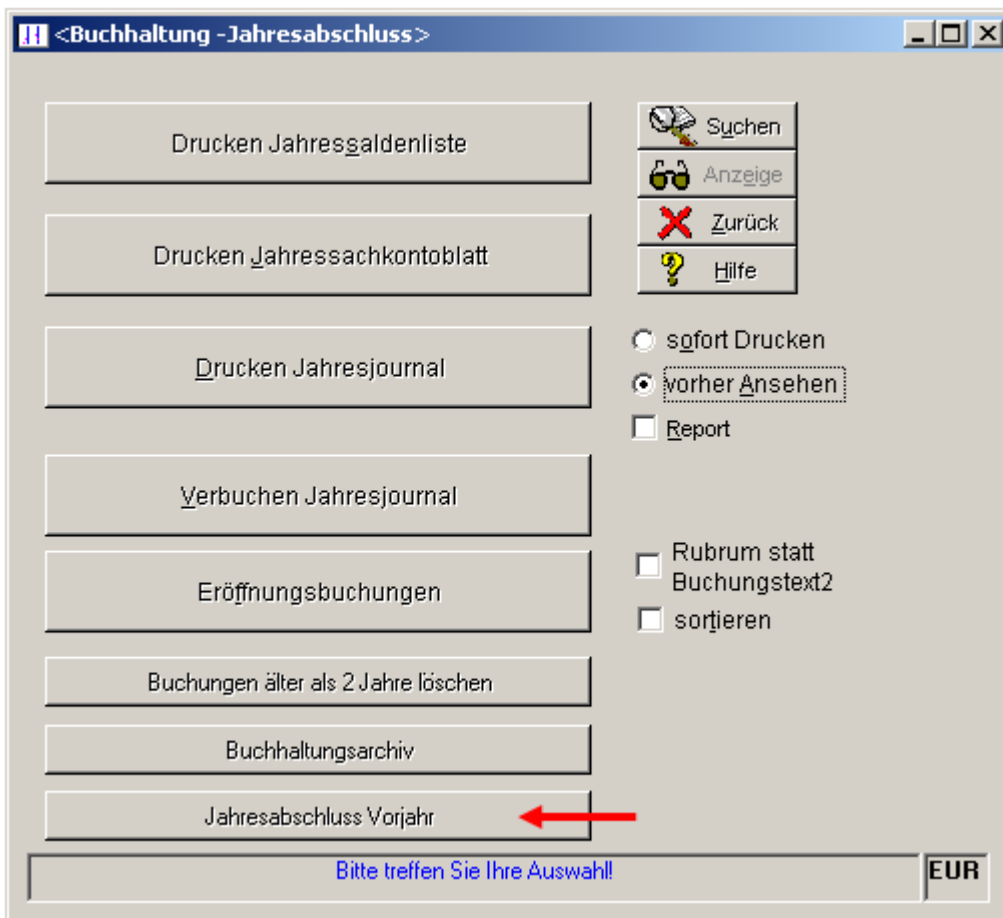 <Buchhaltung -Jahresabschluss>
Drucken Jahressaldenliste
Drucken Jahressachkontoblatt
Drucken Jahresjournal
Verbuchen Jahresjournal
Eröffnungsbuchungen
Buchungen älter als 2 Jahre löschen
Buchhaltungsarchiv
Jahresabschluss Vorjahr
Suchen
Anzeige
Zurück
Hilfe
sofort Drucken
vorher Ansehen
Report
Rubrum statt
Buchungstext2
sortieren
Bitte treffen Sie Ihre Auswahl!
EUR